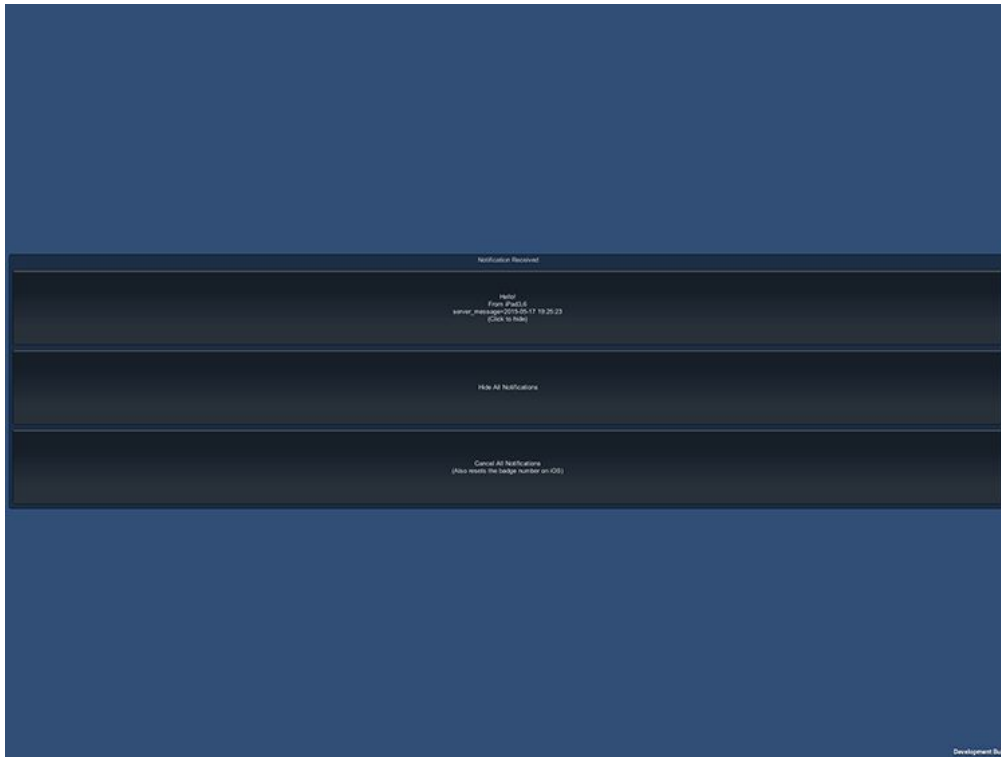 Notification Received
Hello!
From iPad3,6
server_message=2015-05-17 19:25:23
(Click to hide)
Hide All Notifications
Cancel All Notifications
(Also resets the badge number on iOS)
Development Bu